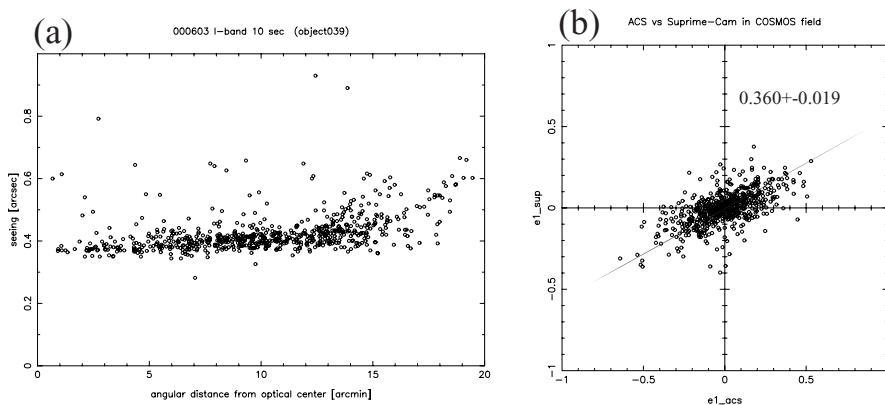 (a)
000603 I-band 10 sec (object039)
seeing [arcsec]
0 0.2 0.4 0.6 0.8
0 5 10 15 20
angular distance from optical center [arcmin]
(b)
ACS vs Suprime-Cam in COSMOS field
0.360+-0.019
e1_sup
-1 -0.5 0 0.5 1
-1 -0.5 0 0.5
e1_acs